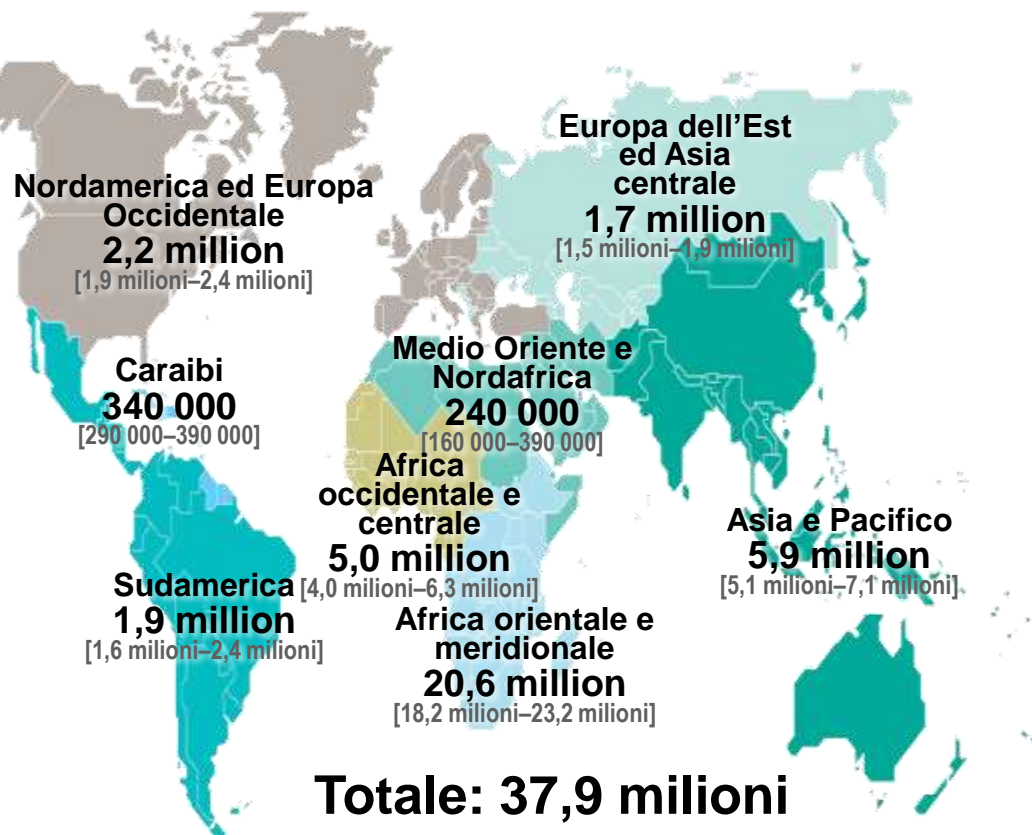 Europa dell'Est
ed Asia
centrale
1,7 million
[1,5 milioni–1,9 milioni]
Nordamerica ed Europa
Occidentale
2,2 million
[1,9 milioni–2,4 milioni]
Medio Oriente e
Nordafrica
240 000
[160 000–390 000]
Caraibi
340 000
[290 000–390 000]
Africa
occidentale e
centrale
5,0 million
[4,0 milioni–6,3 milioni]
Asia e Pacifico
5,9 million
[5,1 milioni–7,1 milioni]
Sudamerica
1,9 million
[1,6 milioni–2,4 milioni]
Africa orientale e
meridionale
20,6 million
[18,2 milioni–23,2 milioni]
Totale: 37,9 milioni